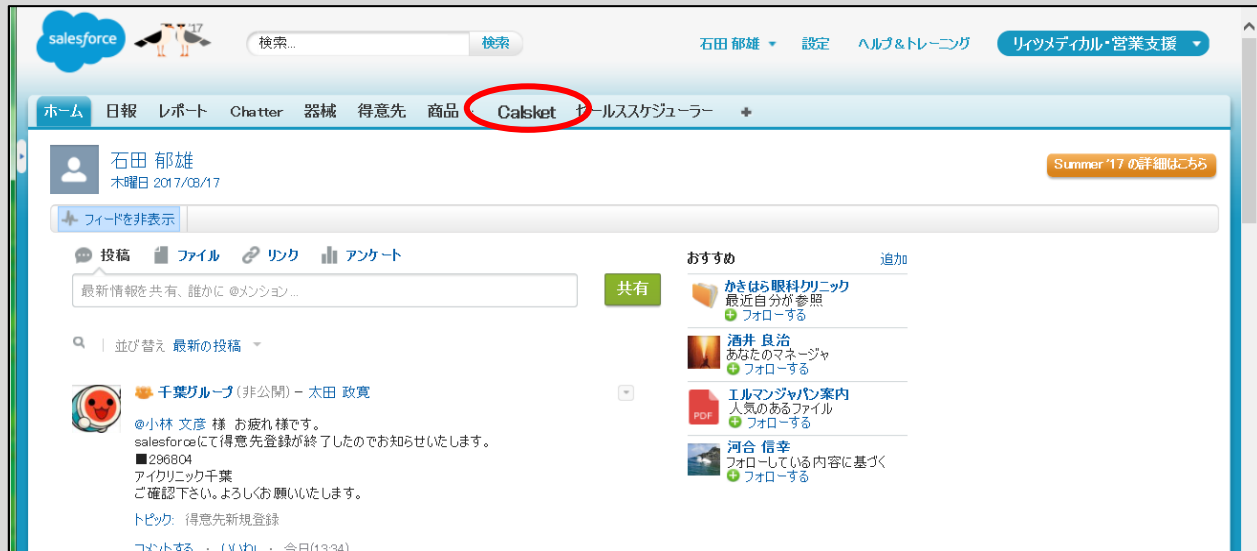 salesforce
'17
検索...
検索
石田 郁雄
設定
ヘルプ&トレーニング
リィツメディカル・営業支援
ホーム 日報 レポート Chatter 器械 得意先 商品 Calsket セールススケジューラー +
石田 郁雄
木曜日 2017/08/17
Summer '17 の詳細はこちら
フィードを非表示
投稿 ファイル リンク アンケート
最新情報を共有、誰かに @メンション...
共有
並び替え 最新の投稿
千葉グループ (非公開) – 太田 政寛
@小林 文彦 様 お疲れ様です。
salesforceにて得意先登録が終了したのでお知らせいたします。
■296804
アイクリニック千葉
ご確認下さい。よろしくお願いいたします。
トピック: 得意先新規登録
コメントする · いいね! · 今日(13:34)
おすすめ 追加
かきはら眼科クリニック
最近自分が参照
フォローする
酒井 良治
あなたのマネージャ
フォローする
PDF
エルマンジャパン案内
人気のあるファイル
フォローする
河合 信幸
フォローしている内容に基づく
フォローする